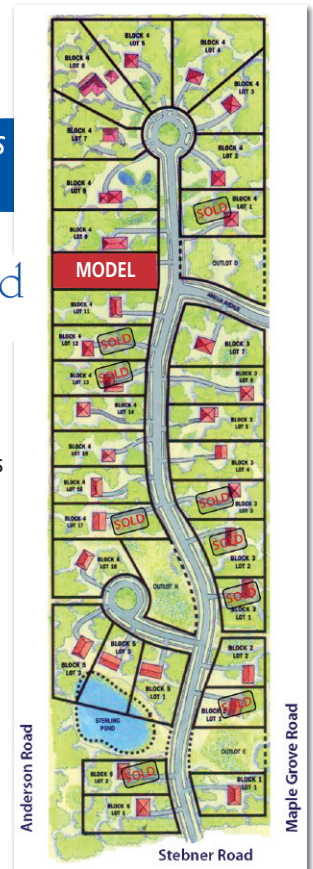 BLOCK 4
LOT 5
BLOCK 4
LOT 4
BLOCK 4
LOT 6
BLOCK 4
LOT 3
BLOCK 4
LOT 7
BLOCK 4
LOT 2
S
BLOCK 4
LOT 8
BLOCK 4
LOT 1
SOLD
BLOCK 4
LOT 9
OUTLOT D
MODEL
d
BLOCK 4
LOT 11
AVENUE
BLOCK 4
LOT 12
SOLD
BLOCK 3
LOT 7
BLOCK 4
LOT 13
SOLD
BLOCK 3
LOT 6
BLOCK 4
LOT 14
BLOCK 3
LOT 5
BLOCK 4
LOT 15
s
BLOCK 3
LOT 4
BLOCK 4
LOT 16
BLOCK 3
LOT 3
SOLD
BLOCK 4
LOT 17
SOLD
BLOCK 3
LOT 2
SOLD
BLOCK 4
LOT 18
OUTLOT H
BLOCK 3
LOT 1
SOLD
BLOCK 5
LOT 3
BLOCK 5
LOT 2
BLOCK 5
LOT 1
BLOCK 2
LOT 2
BLOCK 2
LOT 1
SOLD
STERLING
POND
OUTLOT E
BLOCK 6
LOT 2
SOLD
BLOCK 6
LOT 1
BLOCK 1
LOT 1
Anderson Road
Maple Grove Road
Stebner Road